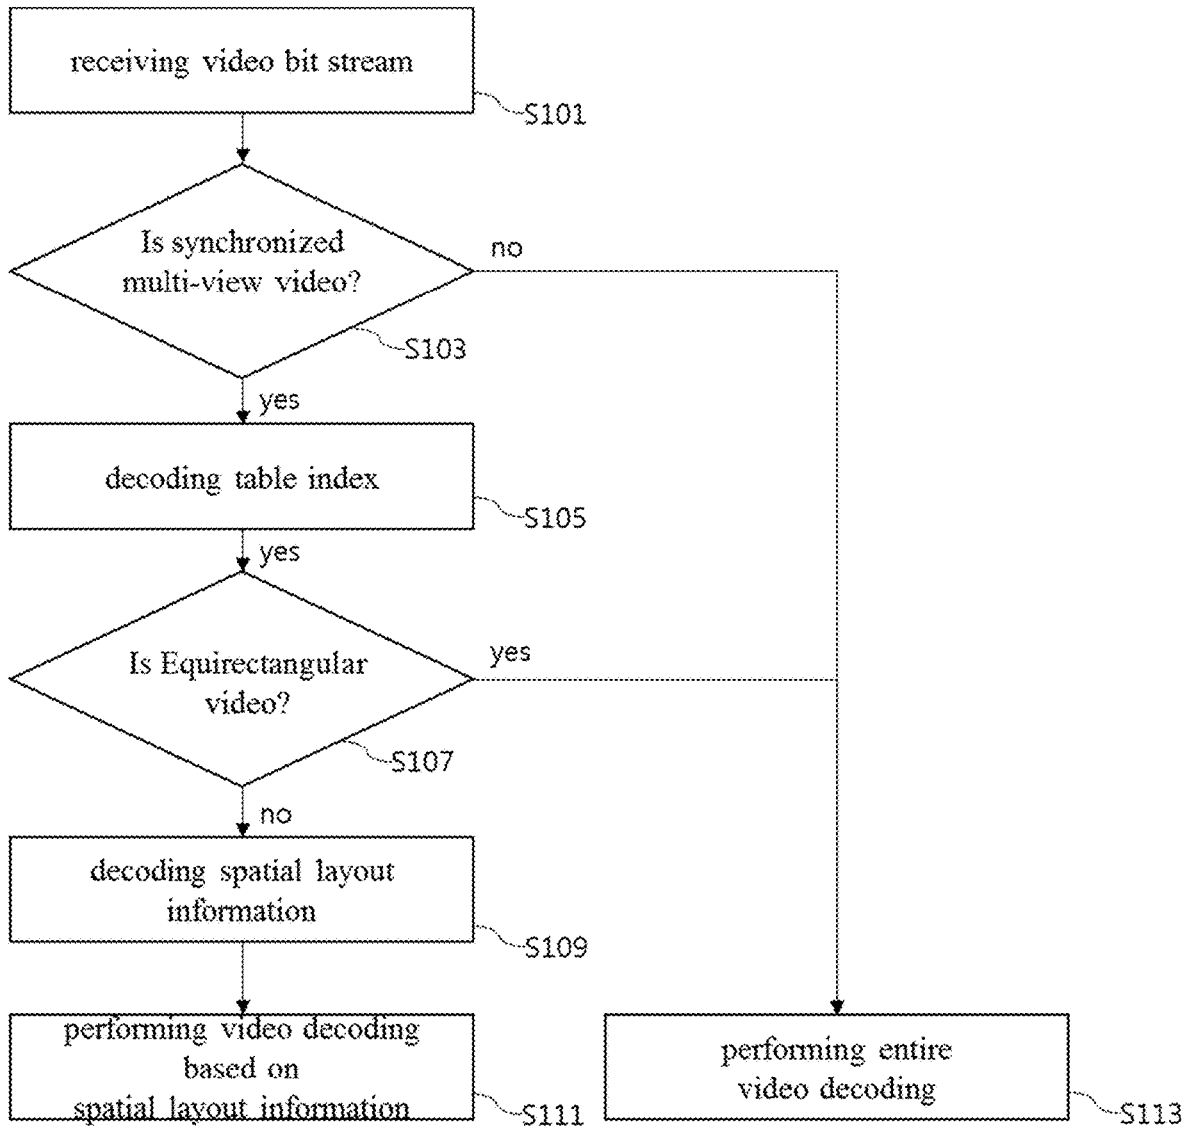 receiving video bit stream
S101
Is synchronized
multi-view video?
no
S103
yes
decoding table index
S105
yes
Is Equirectangular
video?
yes
S107
no
decoding spatial layout
information
S109
performing video decoding
based on
spatial layout information
S111
performing entire
video decoding
S113